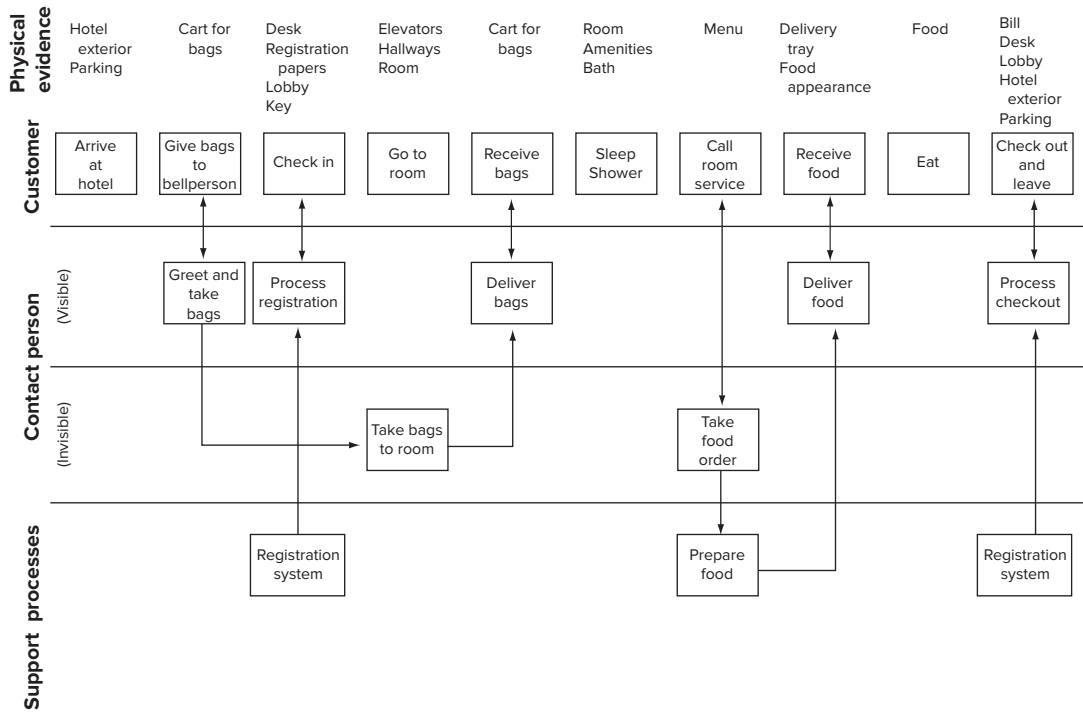 Physical
evidence
Hotel
exterior
Parking
Cart for
bags
Desk
Registration
papers
Lobby
Key
Elevators
Hallways
Room
Cart for
bags
Room
Amenities
Bath
Menu
Delivery
tray
Food
appearance
Food
Bill
Desk
Lobby
Hotel
exterior
Parking
Customer
Arrive
at
hotel
Give bags
to
bellperson
Check in
Go to
room
Receive
bags
Sleep
Shower
Call
room
service
Receive
food
Eat
Check out
and
leave
Contact person
(Visible)
Greet and
take
bags
Process
registration
Deliver
bags
Deliver
food
Process
checkout
(Invisible)
Take bags
to room
Take
food
order
Support processes
Registration
system
Prepare
food
Registration
system